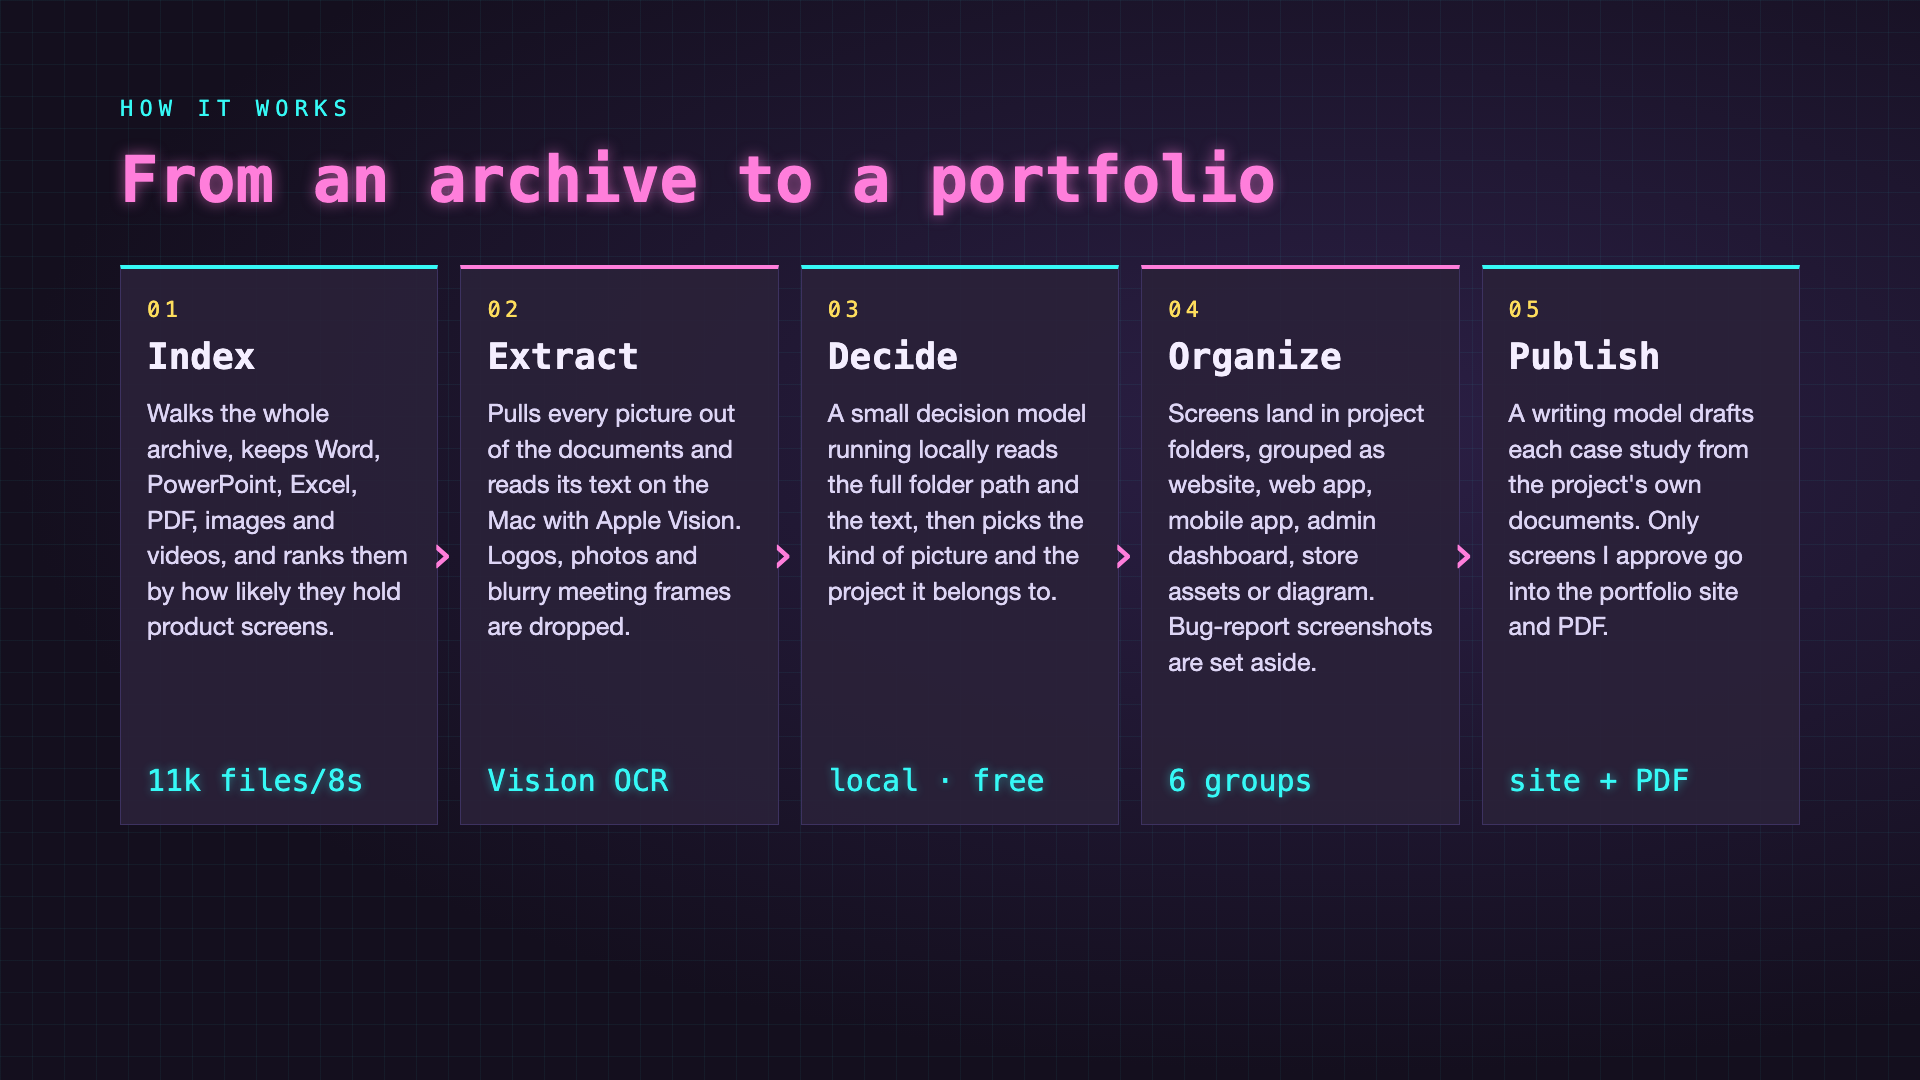 HOW IT WORKS
From an archive to a portfolio
01
Index
Walks the whole
archive, keeps Word,
PowerPoint, Excel,
PDF, images and
videos, and ranks them
by how likely they hold
product screens.
11k files/8s
02
Extract
Pulls every picture out
of the documents and
reads its text on the
Mac with Apple Vision.
Logos, photos and
blurry meeting frames
are dropped.
Vision OCR
03
Decide
A small decision model
running locally reads
the full folder path and
the text, then picks the
kind of picture and the
project it belongs to.
local · free
04
Organize
Screens land in project
folders, grouped as
website, web app,
mobile app, admin
dashboard, store
assets or diagram.
Bug-report screenshots
are set aside.
6 groups
05
Publish
A writing model drafts
each case study from
the project's own
documents. Only
screens I approve go
into the portfolio site
and PDF.
site + PDF